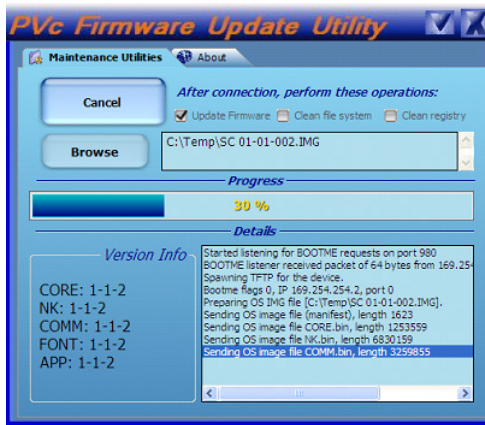 PVc Firmware Update Utility
Maintenance Utilities
About
Cancel
After connection, perform these operations:
Update Firmware
Clean file system
Clean registry
Browse
C:\Temp\SC 01-01-002.IMG
Progress
30 %
Details
Version Info
CORE: 1-1-2
NK: 1-1-2
COMM: 1-1-2
FONT: 1-1-2
APP: 1-1-2
Started listening for BOOTME requests on port 980
BOOTME listener received packet of 64 bytes from 169.254
Spawning TFTP for the device.
Bootme flags 0, IP 169.254.254.2, port 0
Preparing OS IMG file [C:\Temp\SC 01-01-002.IMG].
Sending OS image file (manifest), length 1623
Sending OS image file CORE.bin, length 1253559
Sending OS image file NK.bin, length 6830159
Sending OS image file COMM.bin, length 3259855